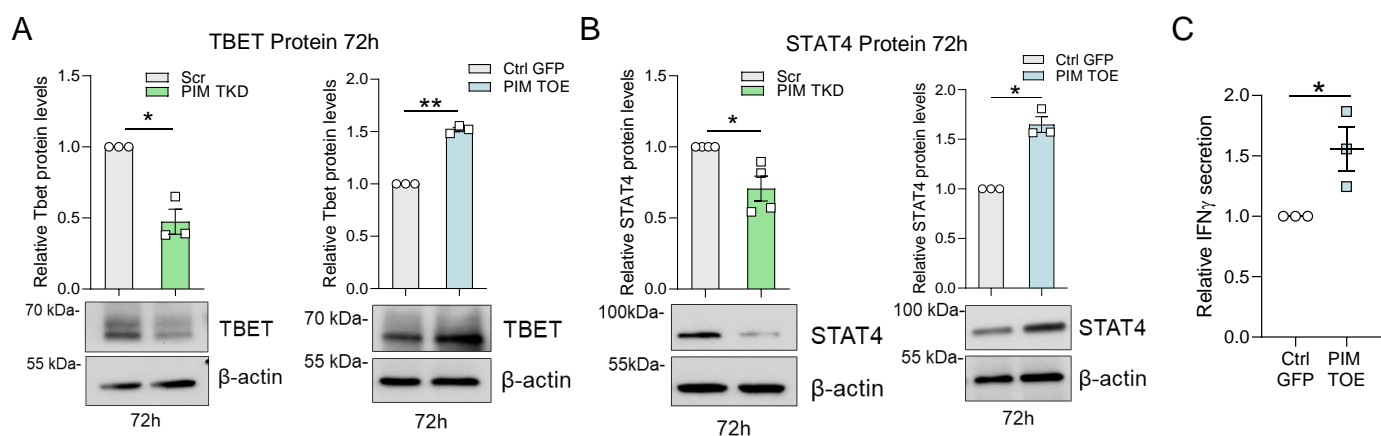 A
TBET Protein 72h
Relative Tbet protein levels
1.5
1.0
0.5
0.0
Scr
PIM TKD
*
70 kDa-
TBET
55 kDa-
β-actin
72h
Relative Tbet protein levels
2.0
1.5
1.0
0.5
0.0
Ctrl GFP
PIM TOE
**
70 kDa-
TBET
55 kDa-
β-actin
72h
B
STAT4 Protein 72h
Relative STAT4 protein levels
1.5
1.0
0.5
0.0
Scr
PIM TKD
*
100kDa-
STAT4
55kDa-
β-actin
72h
Relative STAT4 protein levels
2.0
1.5
1.0
0.5
0.0
Ctrl GFP
PIM TOE
*
100 kDa-
STAT4
55 kDa-
β-actin
72h
C
Relative IFNγ secretion
2.0
1.5
1.0
0.5
0.0
*
Ctrl
GFP
PIM
TOE